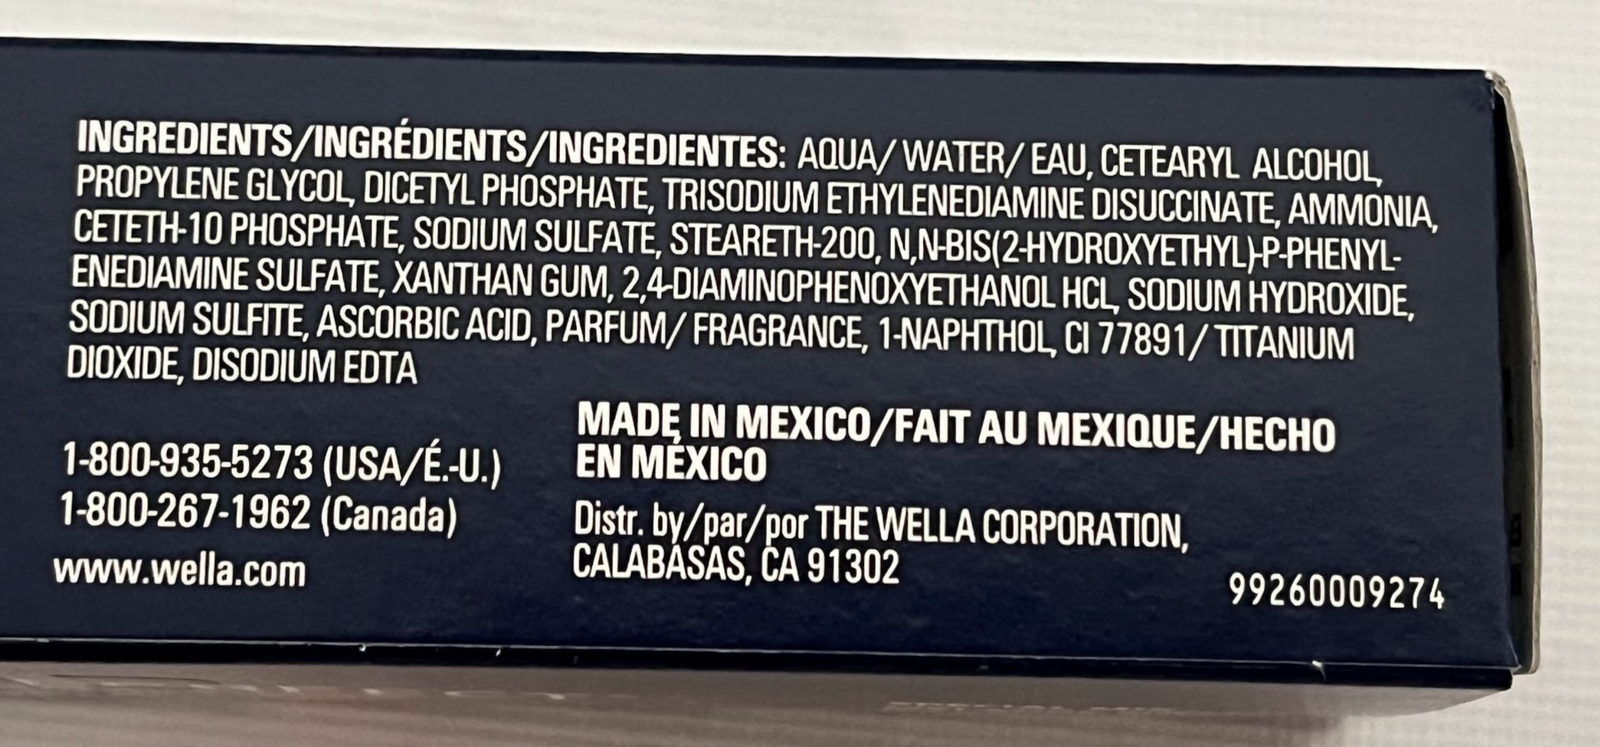 INGREDIENTS/INGRÉDIENTS/INGREDIENTES: AQUA/ WATER/ EAU, CETEARYL ALCOHOL,
PROPYLENE GLYCOL, DICETYL PHOSPHATE, TRISODIUM ETHYLENEDIAMINE DISUCCINATE, AMMONIA,
CETETH-10 PHOSPHATE, SODIUM SULFATE, STEARETH-200, N,N-BIS(2-HYDROXYETHYL)-P-PHENYL-
ENEDIAMINE SULFATE, XANTHAN GUM, 2,4-DIAMINOPHENOXYETHANOL HCL, SODIUM HYDROXIDE,
SODIUM SULFITE, ASCORBIC ACID, PARFUM/ FRAGRANCE, 1-NAPHTHOL, CI 77891/ TITANIUM
DIOXIDE, DISODIUM EDTA
MADE IN MEXICO/FAIT AU MEXIQUE/HECHO
EN MÉXICO
1-800-935-5273 (USA/É.-U.)
1-800-267-1962 (Canada)
www.wella.com
Distr. by/par/por THE WELLA CORPORATION,
CALABASAS, CA 91302
99260009274